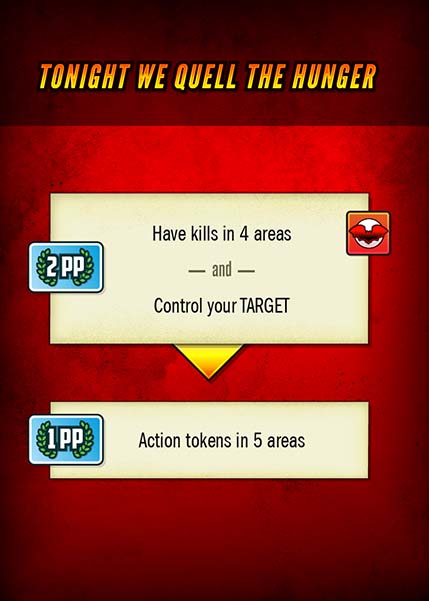 TONIGHT WE QUELL THE HUNGER
Have kills in 4 areas
2 PP
— and —
Control your TARGET
1 PP
Action tokens in 5 areas